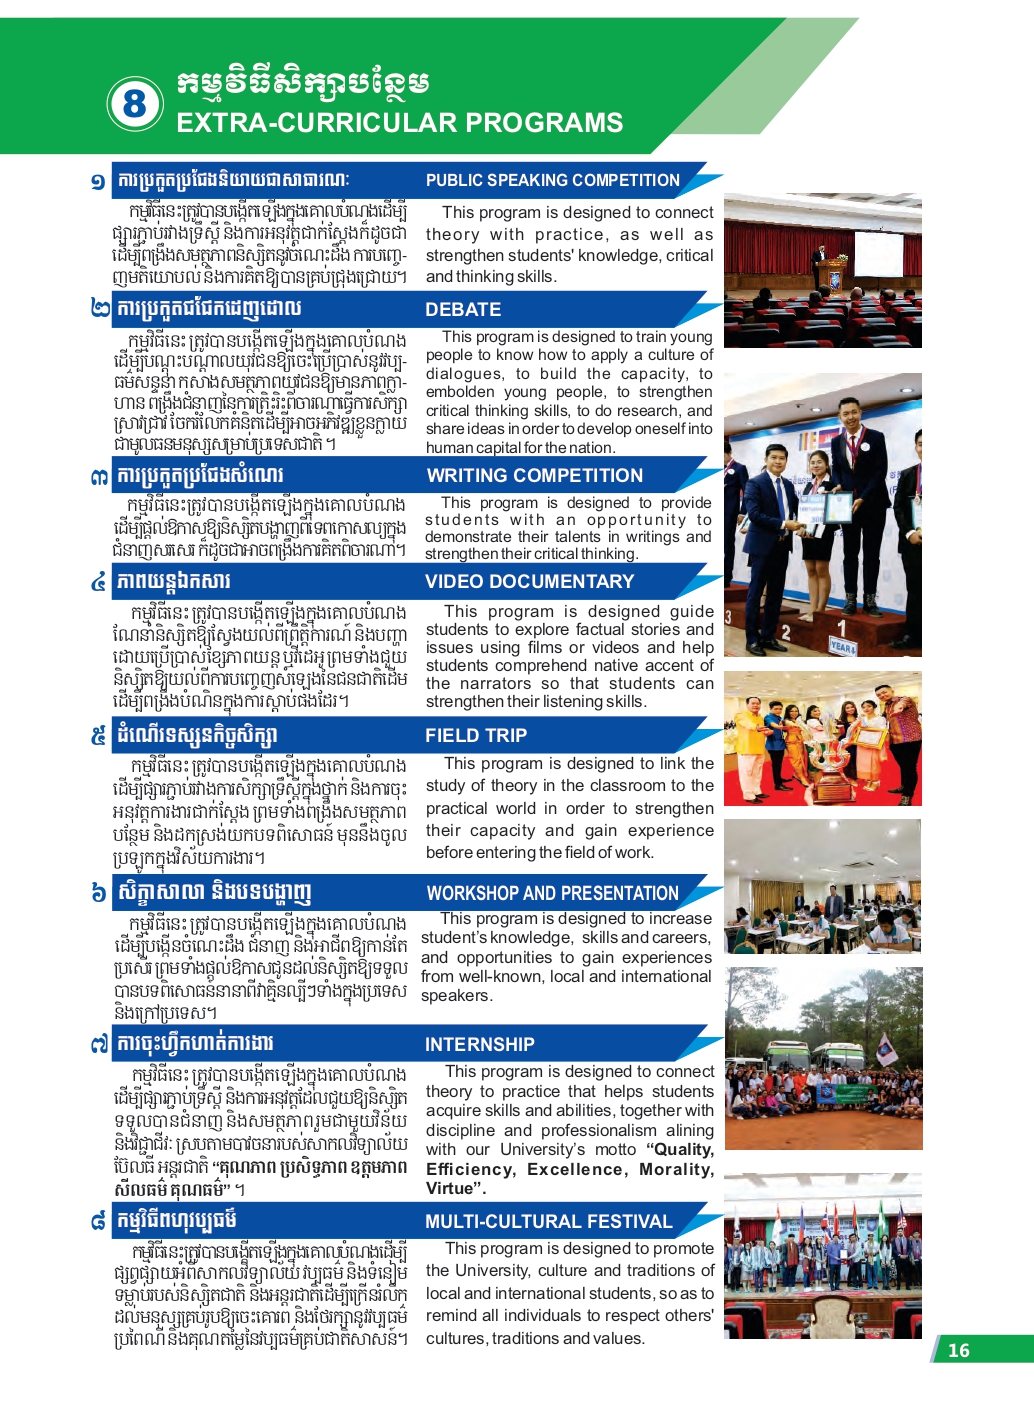 8
កម្មវិធីសិក្សាបន្ថែម
EXTRA-CURRICULAR PROGRAMS
១ ការប្រកួតប្រជែងនិយាយជាសាធារណៈ
PUBLIC SPEAKING COMPETITION
កម្មវិធីនេះត្រូវបានបង្កើតឡើងក្នុងគោលបំណងដើម្បី
ផ្សារភ្ជាប់រវាងទ្រឹស្តី និងការអនុវត្តជាក់ស្តែងក៏ដូចជា
ដើម្បីពង្រឹងសមត្ថភាពនិស្សិតនូវចំណេះដឹង ការបញ្ចេ-
ញមតិយោបល់ និងការគិតឱ្យបានគ្រប់ជ្រុងជ្រោយ។
This program is designed to connect
theory with practice, as well as
strengthen students' knowledge, critical
and thinking skills.
២ ការប្រកួតជជែកដេញដោល
DEBATE
កម្មវិធីនេះ ត្រូវបានបង្កើតឡើងក្នុងគោលបំណង
ដើម្បីបណ្តុះបណ្តាលយុវជនឱ្យចេះប្រើប្រាស់នូវវប្ប-
ធម៌សន្ទនា កសាងសមត្ថភាពយុវជនឱ្យមានភាពក្លា-
ហាន ពង្រឹងជំនាញនៃការត្រិះរិះពិចារណាធ្វើការសិក្សា
ស្រាវជ្រាវ ចែករំលែកគំនិតដើម្បីអាចអភិវឌ្ឍខ្លួនក្លាយ
ជាមូលធនមនុស្សសម្រាប់ប្រទេសជាតិ ។
This program is designed to train young
people to know how to apply a culture of
dialogues, to build the capacity, to
embolden young people, to strengthen
critical thinking skills, to do research, and
share ideas in order to develop oneself into
human capital for the nation.
៣ ការប្រកួតប្រជែងសំណេរ
WRITING COMPETITION
កម្មវិធីនេះត្រូវបានបង្កើតឡើងក្នុងគោលបំណង
ដើម្បីផ្តល់ឱកាសឱ្យនិស្សិតបង្ហាញពីទេពកោសល្យក្នុង
ជំនាញសរសេរ ក៏ដូចជាអាចពង្រឹងការគិតពិចារណា។
This program is designed to provide
students with an opportunity to
demonstrate their talents in writings and
strengthen their critical thinking.
៤ ភាពយន្តឯកសារ
VIDEO DOCUMENTARY
កម្មវិធីនេះ ត្រូវបានបង្កើតឡើងក្នុងគោលបំណង
ណែនាំនិស្សិតឱ្យស្វែងយល់ពីព្រឹត្តិការណ៍ និងបញ្ហា
ដោយប្រើប្រាស់ខ្សែភាពយន្ត ឬវីដេអូ ព្រមទាំងជួយ
និស្សិតឱ្យយល់ពីការបញ្ចេញសំឡេងនៃជនជាតិដើម
ដើម្បីពង្រឹងបំណិនក្នុងការស្តាប់ផងដែរ។
This program is designed guide
students to explore factual stories and
issues using films or videos and help
students comprehend native accent of
the narrators so that students can
strengthen their listening skills.
៥ ដំណើរទស្សនកិច្ចសិក្សា
FIELD TRIP
កម្មវិធីនេះ ត្រូវបានបង្កើតឡើងក្នុងគោលបំណង
ដើម្បីផ្សារភ្ជាប់រវាងការសិក្សាទ្រឹស្តីក្នុងថ្នាក់ និងការចុះ
អនុវត្តការងារជាក់ស្តែង ព្រមទាំងពង្រឹងសមត្ថភាព
បន្ថែម និងដកស្រង់យកបទពិសោធន៍ មុននឹងចូល
ប្រឡូកក្នុងវិស័យការងារ។
This program is designed to link the
study of theory in the classroom to the
practical world in order to strengthen
their capacity and gain experience
before entering the field of work.
៦ សិក្ខាសាលា និងបទបង្ហាញ
WORKSHOP AND PRESENTATION
កម្មវិធីនេះ ត្រូវបានបង្កើតឡើងក្នុងគោលបំណង
ដើម្បីបង្កើនចំណេះដឹង ជំនាញ និងអាជីពឱ្យកាន់តែ
ប្រសើរ ព្រមទាំងផ្តល់ឱកាសជូនដល់និស្សិតឱ្យទទួល
បានបទពិសោធន៍នានាពីវាគ្មិនល្បីៗទាំងក្នុងប្រទេស
និងក្រៅប្រទេស។
This program is designed to increase
student's knowledge, skills and careers,
and opportunities to gain experiences
from well-known, local and international
speakers.
៧ ការចុះហ្វឹកហាត់ការងារ
INTERNSHIP
កម្មវិធីនេះ ត្រូវបានបង្កើតឡើងក្នុងគោលបំណង
ដើម្បីផ្សារភ្ជាប់ទ្រឹស្តី និងការអនុវត្តដែលជួយឱ្យនិស្សិត
ទទួលបានជំនាញ និងសមត្ថភាព រួមជាមួយវិន័យ
និងវិជ្ជាជីវៈ ស្របតាមបាវចនារបស់សាកលវិទ្យាល័យ
ប៊ែលធី អន្តរជាតិ “គុណភាព ប្រសិទ្ធភាព ឧត្តមភាព
សីលធម៌ គុណធម៌” ។
This program is designed to connect
theory to practice that helps students
acquire skills and abilities, together with
discipline and professionalism alining
with our University's motto “Quality,
Efficiency, Excellence, Morality,
Virtue”.
៨ កម្មវិធីពហុវប្បធម៌
MULTI-CULTURAL FESTIVAL
កម្មវិធីនេះត្រូវបានបង្កើតឡើងក្នុងគោលបំណងដើម្បី
ផ្សព្វផ្សាយអំពីសាកលវិទ្យាល័យ វប្បធម៌ និងទំនៀម
ទម្លាប់របស់និស្សិតជាតិ និងអន្តរជាតិដើម្បីក្រើនរំលឹក
ដល់មនុស្សគ្រប់រូបឱ្យចេះគោរព និងថែរក្សានូវវប្បធម៌
ប្រពៃណី និងគុណតម្លៃនៃវប្បធម៌គ្រប់ជាតិសាសន៍។
This program is designed to promote
the University, culture and traditions of
local and international students, so as to
remind all individuals to respect others'
cultures, traditions and values.
3
2
1
YEAR
16